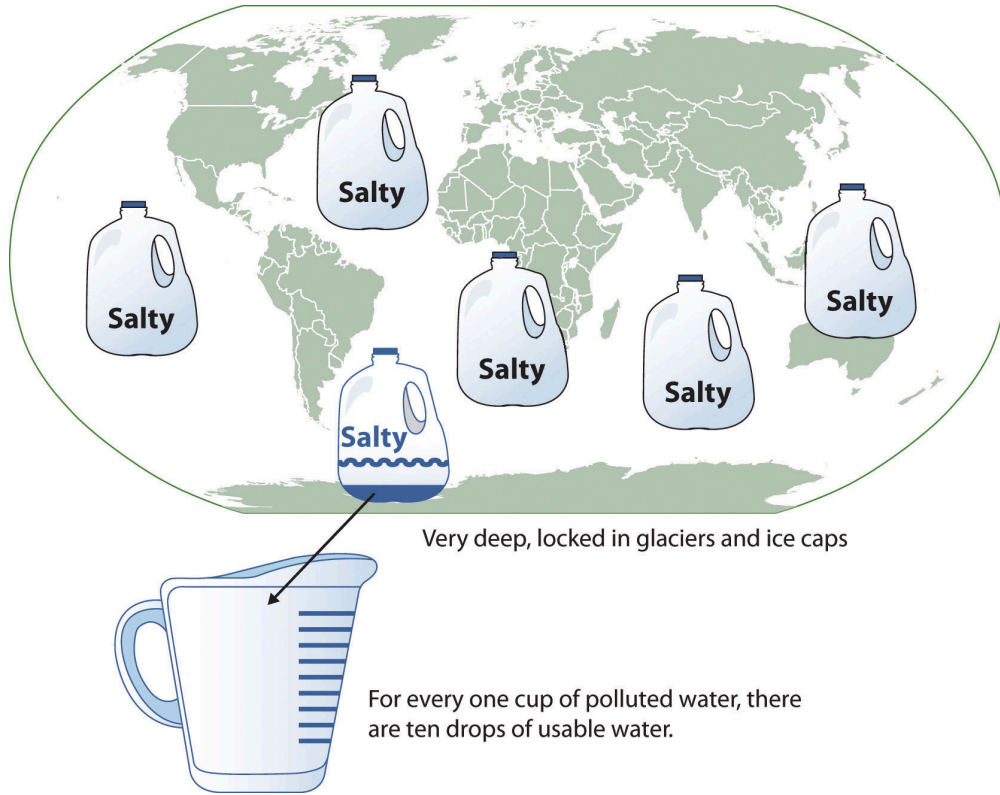 Salty
Salty
Salty
Salty
Salty
Salty
Very deep, locked in glaciers and ice caps
For every one cup of polluted water, there
are ten drops of usable water.